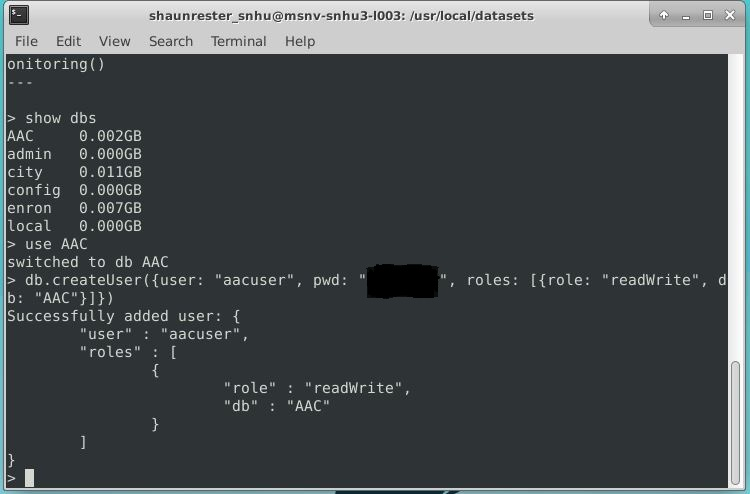 shaunrester_snhu@msnv-snhu3-l003: /usr/local/datasets
File Edit View Search Terminal Help
onitoring()
---
> show dbs
AAC 0.002GB
admin 0.000GB
city 0.011GB
config 0.000GB
enron 0.007GB
local 0.000GB
> use AAC
switched to db AAC
> db.createUser({user: "aacuser", pwd: "", roles: [{role: "readWrite", d
b: "AAC"}]})
Successfully added user: {
"user" : "aacuser",
"roles" : [
{
"role" : "readWrite",
"db" : "AAC"
}
]
}
>